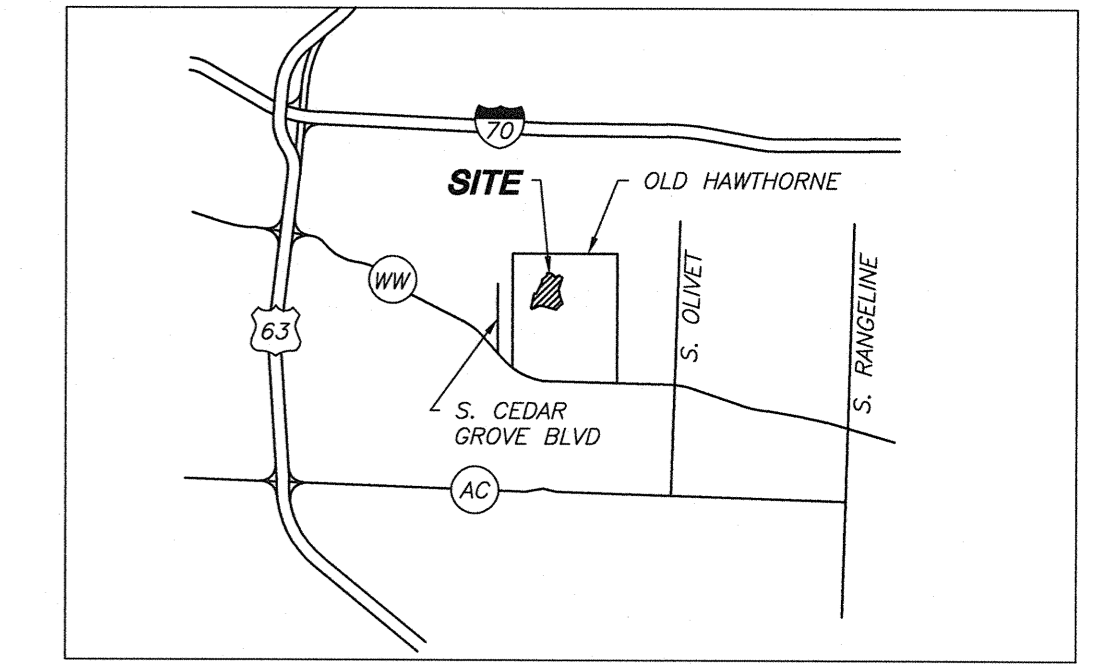 70
SITE
OLD HAWTHORNE
WW
S. OLIVET
S. RANGELINE
63
S. CEDAR
GROVE BLVD
AC